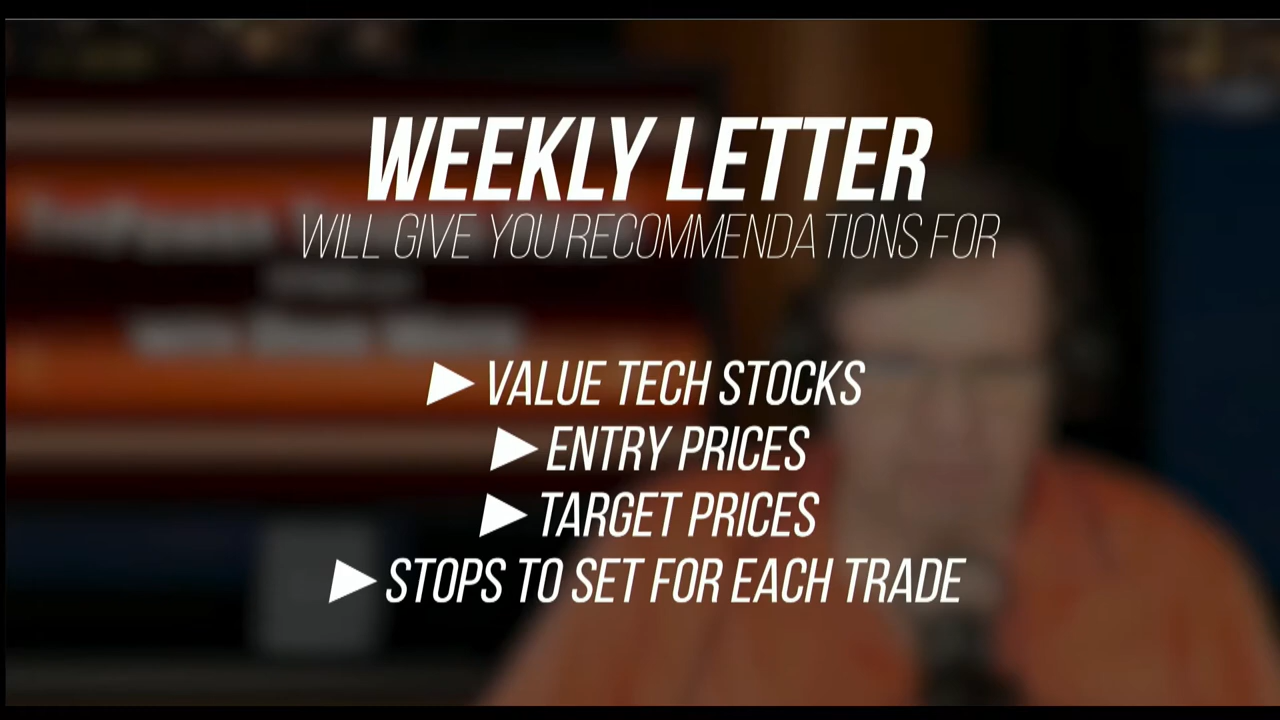 WEEKLY LETTER
WILL GIVE YOU RECOMMENDATIONS FOR
VALUE TECH STOCKS
ENTRY PRICES
TARGET PRICES
STOPS TO SET FOR EACH TRADE